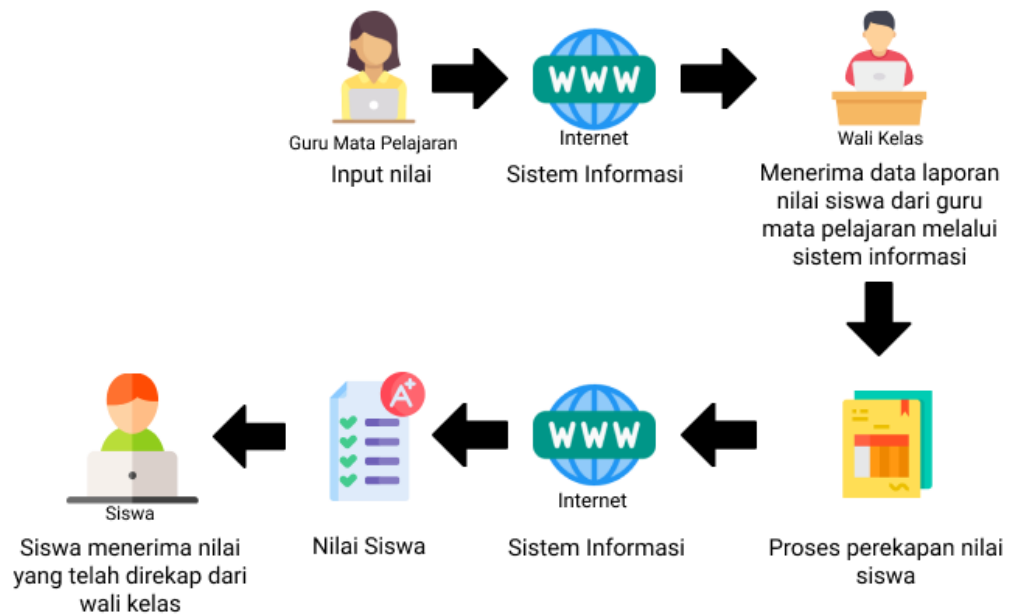 WWW
Guru Mata Pelajaran
Input nilai
Internet
Sistem Informasi
Wali Kelas
Menerima data laporan
nilai siswa dari guru
mata pelajaran melalui
sistem informasi
Siswa
Siswa menerima nilai
yang telah direkap dari
wali kelas
A+
Nilai Siswa
WWW
Internet
Sistem Informasi
Proses perekapan nilai
siswa